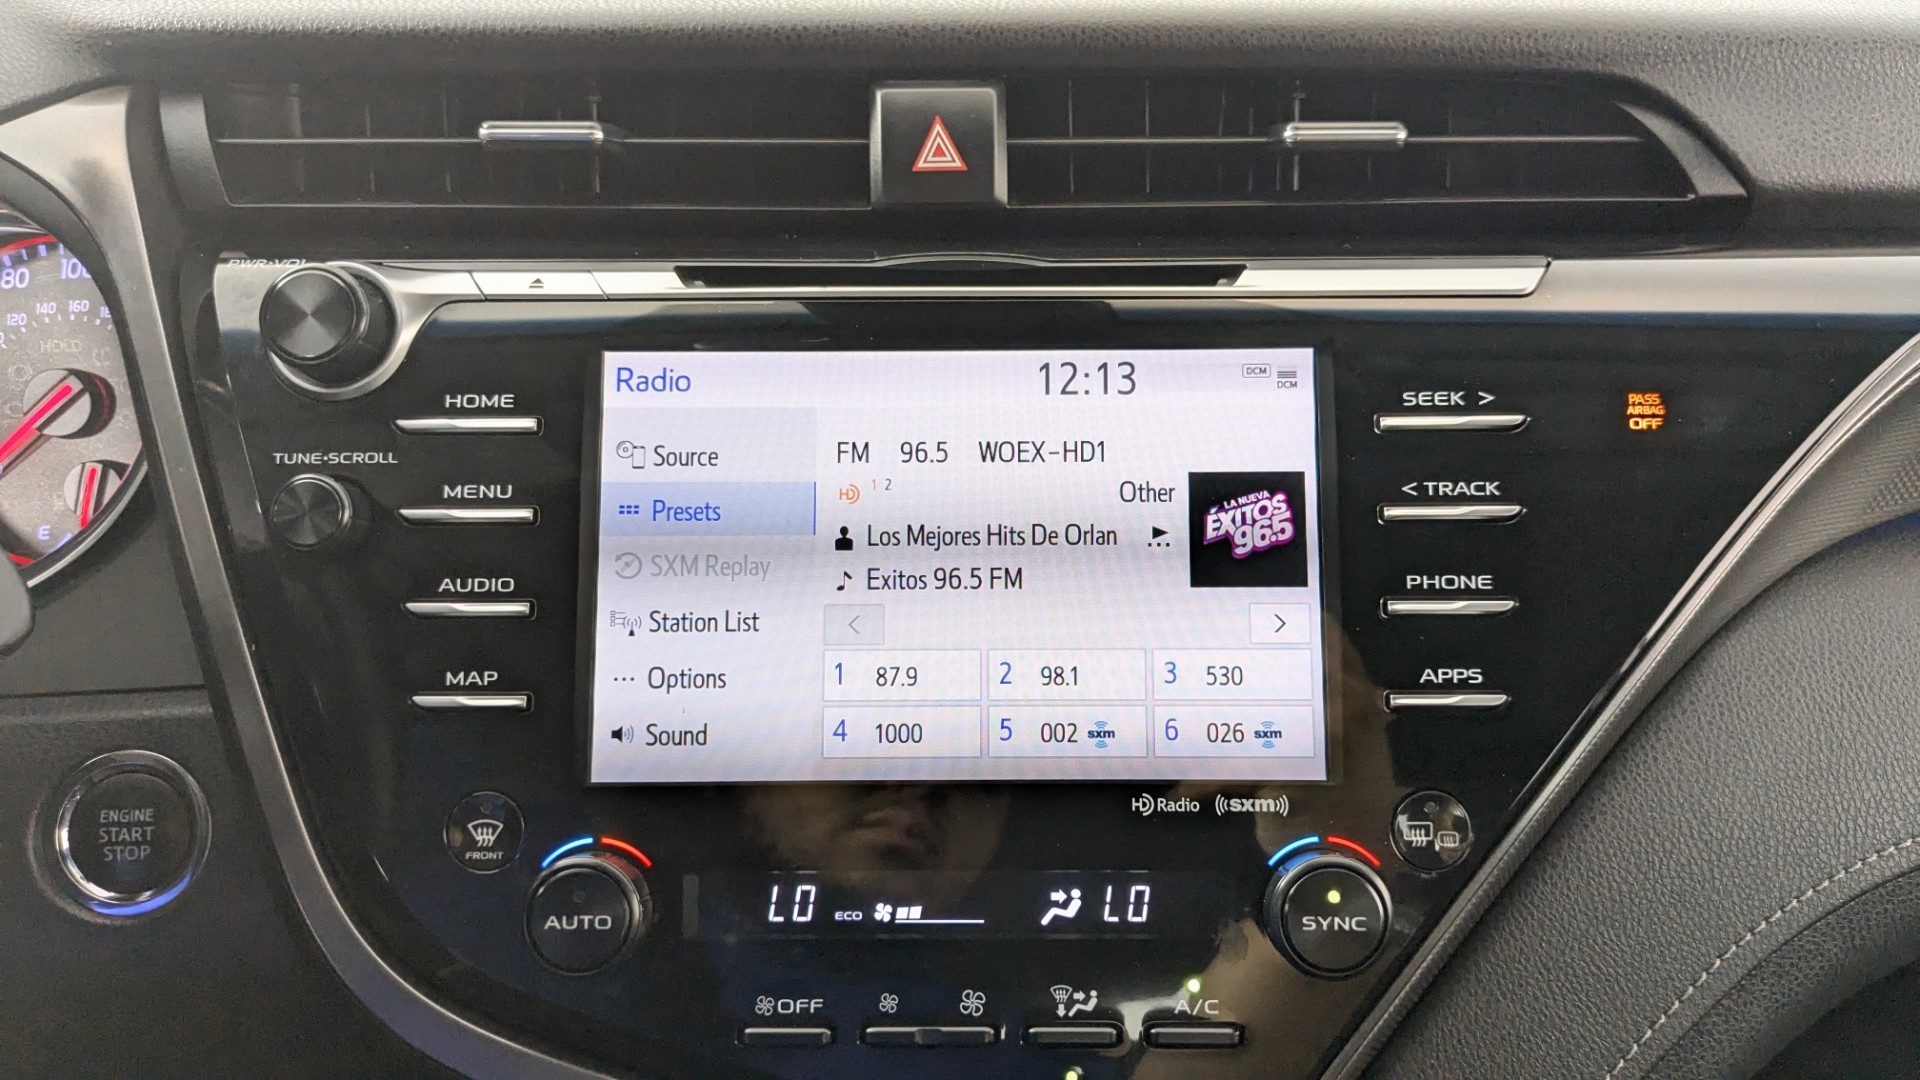 80 100
120 140 160
HOLD
E
PWR•VOL
HOME
TUNE•SCROLL
MENU
AUDIO
MAP
ENGINE
START
STOP
Radio
12:13
DCM
DCM
Source
Presets
SXM Replay
Station List
Options
Sound
FM 96.5 WOEX-HD1
HD 1 2
Other
Los Mejores Hits De Orlan
Exitos 96.5 FM
LA NUEVA
ÉXITOS
96.5
< >
1 87.9
2 98.1
3 530
4 1000
5 002 sxm
6 026 sxm
HD Radio ((sxm))
SEEK >
< TRACK
PHONE
APPS
PASS
AIRBAG
OFF
FRONT
AUTO
LO ECO LO
SYNC
OFF
A/C